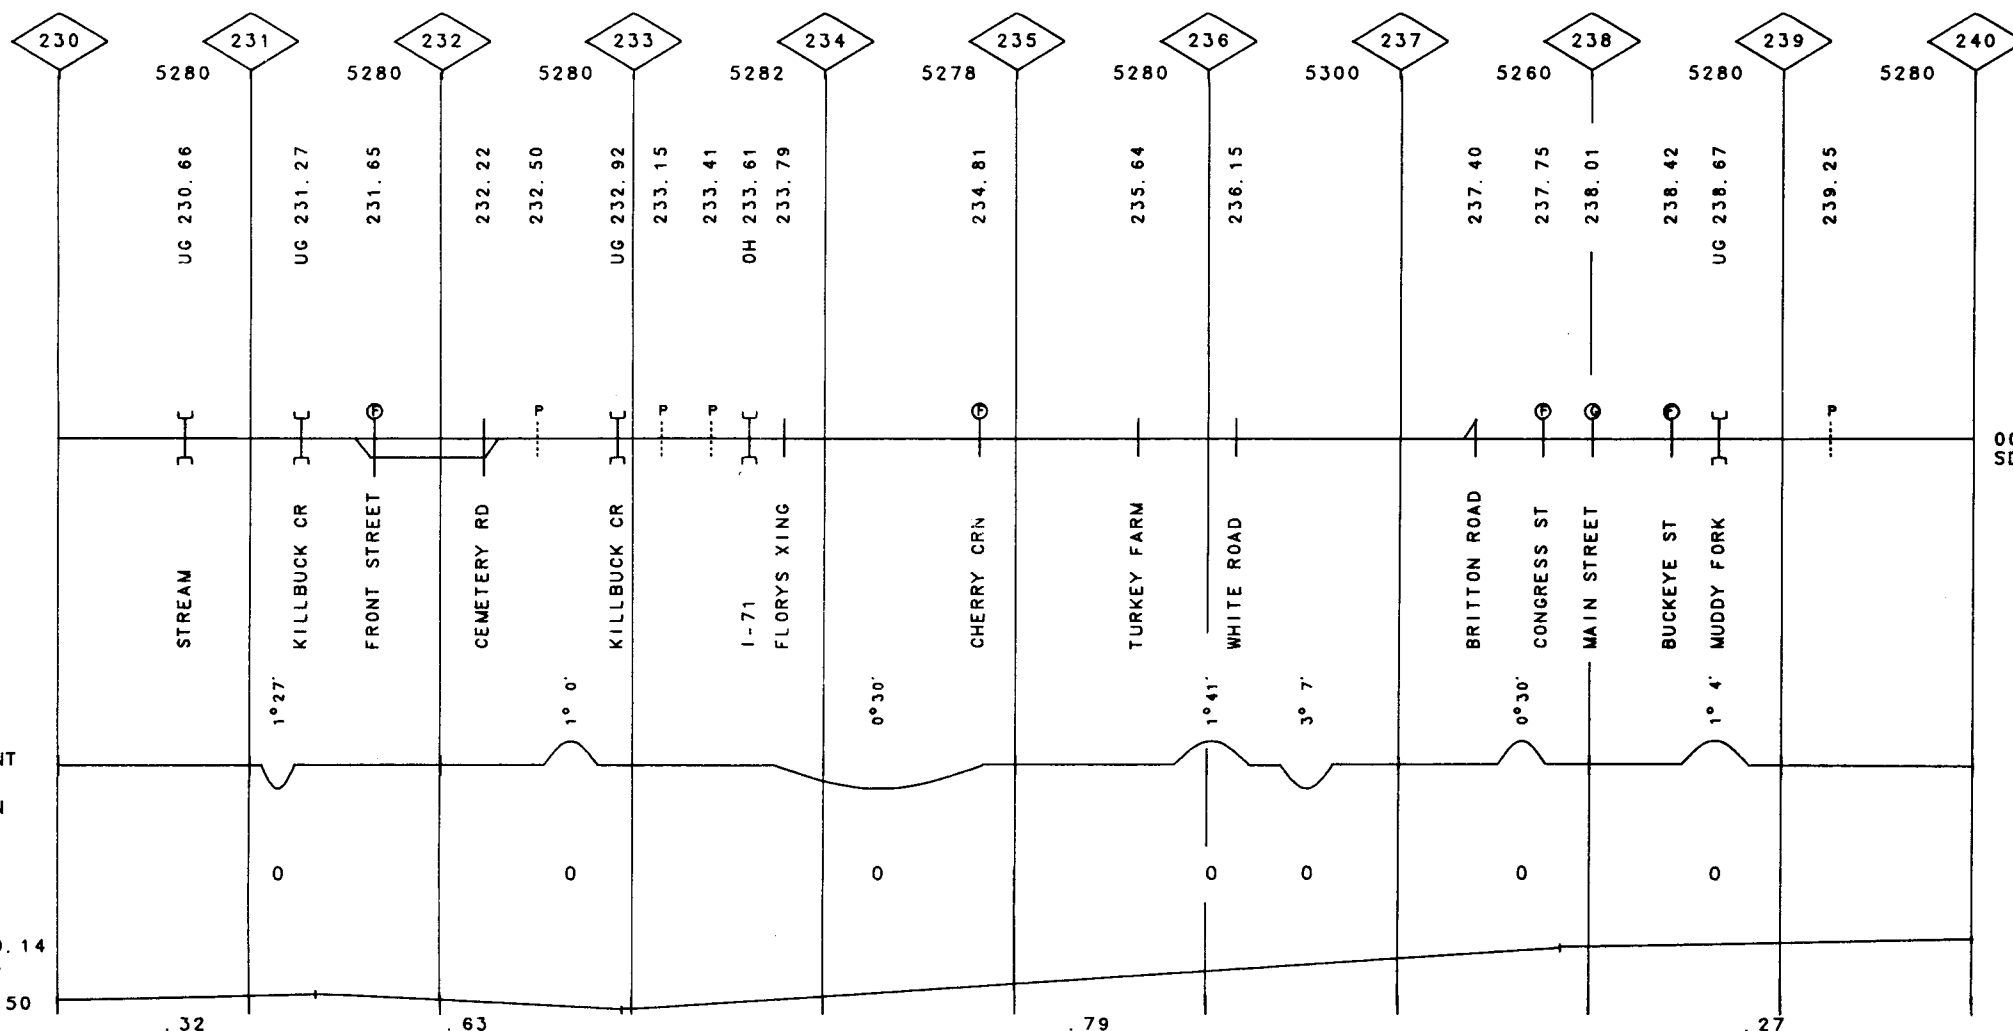 230 231 232 233 234 235 236 237 238 239 240
5280 5280 5280 5282 5278 5280 5300 5260 5280 5280
UG 230.66
UG 231.27
231.65
232.22
232.50
UG 232.92
233.15
233.41
OH 233.61
233.79
234.81
235.64
236.15
237.40
237.75
238.01
238.42
UG 238.67
239.25
F P P P F F G F P
STREAM
KILLBUCK CR
FRONT STREET
CEMETERY RD
KILLBUCK CR
I-71
FLORYS XING
CHERRY CRN
TURKEY FARM
WHITE ROAD
BRITTON ROAD
CONGRESS ST
MAIN STREET
BUCKEYE ST
MUDDY FORK
1°27'
1° 0'
0°30'
1°41'
3° 7'
0°30'
1° 4'
NT
N
0 0 0 0 0 0 0
.14
50
.32 .63 .79 .27